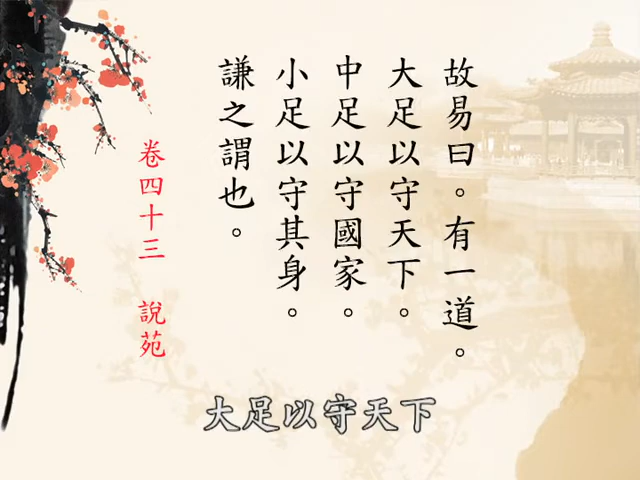 故易曰。有一道。
大足以守天下。
中足以守國家。
小足以守其身。
謙之謂也。
卷四十三 說苑
大足以守天下